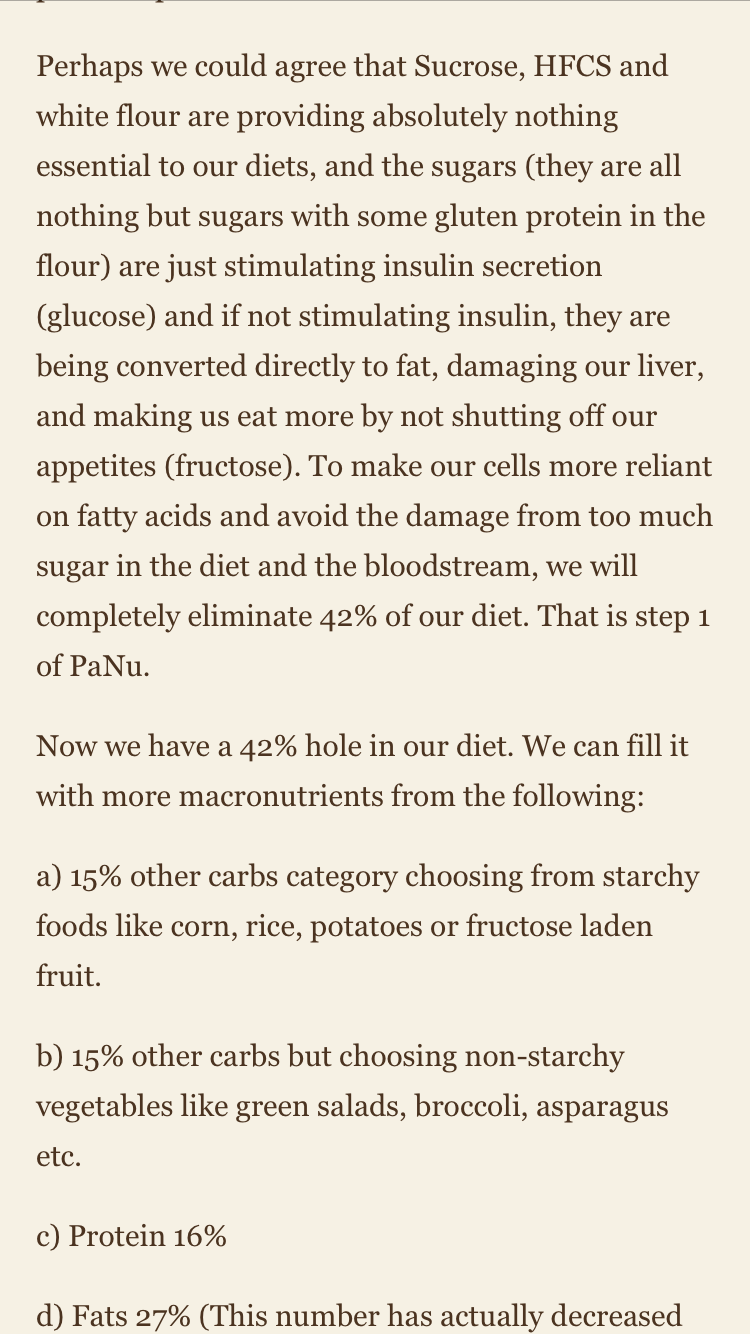 Perhaps we could agree that Sucrose, HFCS and
white flour are providing absolutely nothing
essential to our diets, and the sugars (they are all
nothing but sugars with some gluten protein in the
flour) are just stimulating insulin secretion
(glucose) and if not stimulating insulin, they are
being converted directly to fat, damaging our liver,
and making us eat more by not shutting off our
appetites (fructose). To make our cells more reliant
on fatty acids and avoid the damage from too much
sugar in the diet and the bloodstream, we will
completely eliminate 42% of our diet. That is step 1
of PaNu.
Now we have a 42% hole in our diet. We can fill it
with more macronutrients from the following:
a) 15% other carbs category choosing from starchy
foods like corn, rice, potatoes or fructose laden
fruit.
b) 15% other carbs but choosing non-starchy
vegetables like green salads, broccoli, asparagus
etc.
c) Protein 16%
d) Fats 27% (This number has actually decreased